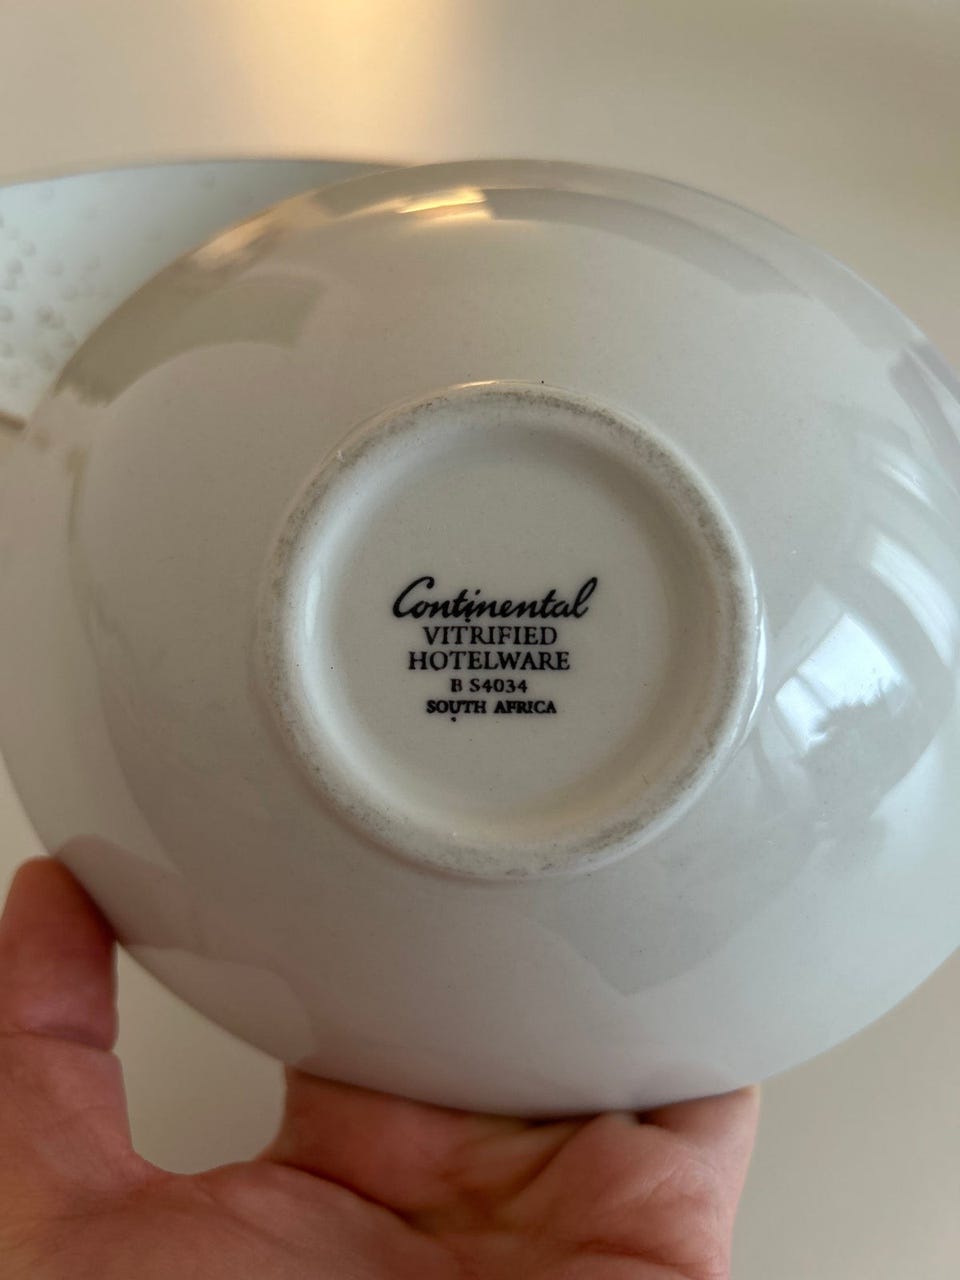 Continental
VITRIFIED
HOTELWARE
B S4034
SOUTH AFRICA